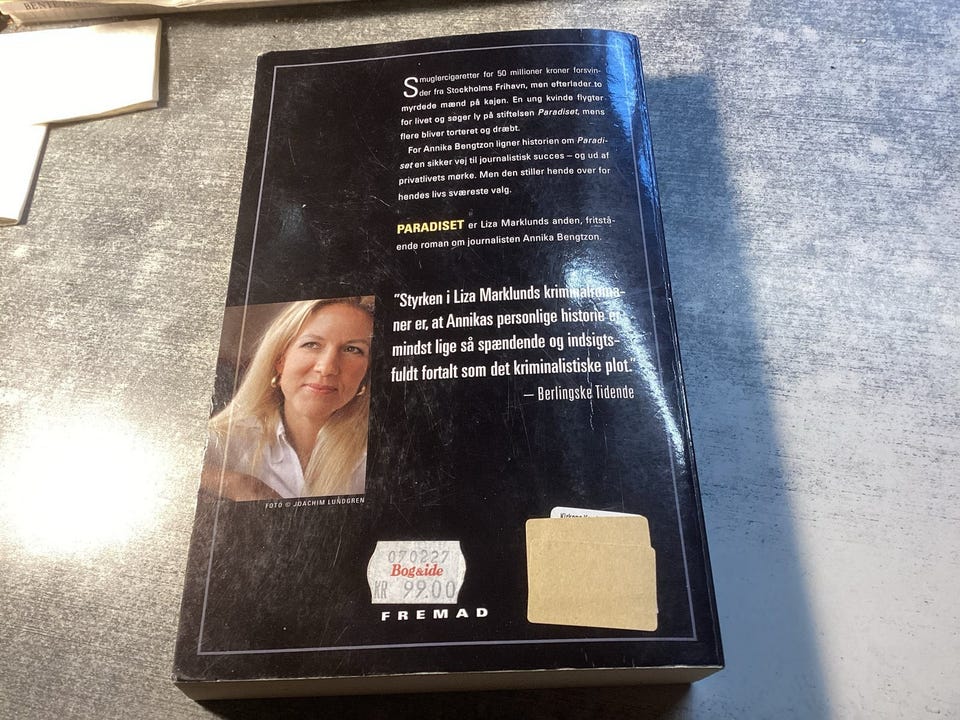 Smuglercigaretter for 50 millioner kroner forsvin-
der fra Stockholms Frihavn, men efterlader to
myrdede mænd på kajen. En ung kvinde flygter
for livet og søger ly på stiftelsen Paradiset, mens
flere bliver torteret og dræbt.
For Annika Bengtzon ligner historien om Paradi-
set en sikker vej til journalistisk succes – og ud af
privatlivets mørke. Men den stiller hende over for
hendes livs sværeste valg.
PARADISET er Liza Marklunds anden, fritstå-
ende roman om journalisten Annika Bengtzon.
"Styrken i Liza Marklunds kriminalroma-
ner er, at Annikas personlige historie er
mindst lige så spændende og indsigts-
fuldt fortalt som det kriminalistiske plot."
– Berlingske Tidende
FOTO © JOACHIM LUNDGREN
070227
Bog&ide
KR 99.00
FREMAD